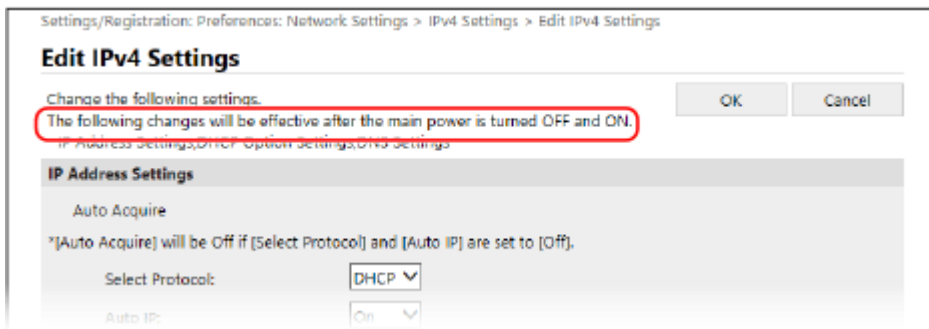 Settings/Registration: Preferences: Network Settings > IPv4 Settings > Edit IPv4 Settings
Edit IPv4 Settings
Change the following settings.
OK
Cancel
The following changes will be effective after the main power is turned OFF and ON.
IP Address Settings,DHCP Option Settings,DNS Settings
IP Address Settings
Auto Acquire
*[Auto Acquire] will be Off if [Select Protocol] and [Auto IP] are set to [Off].
Select Protocol: DHCP
Auto IP: On